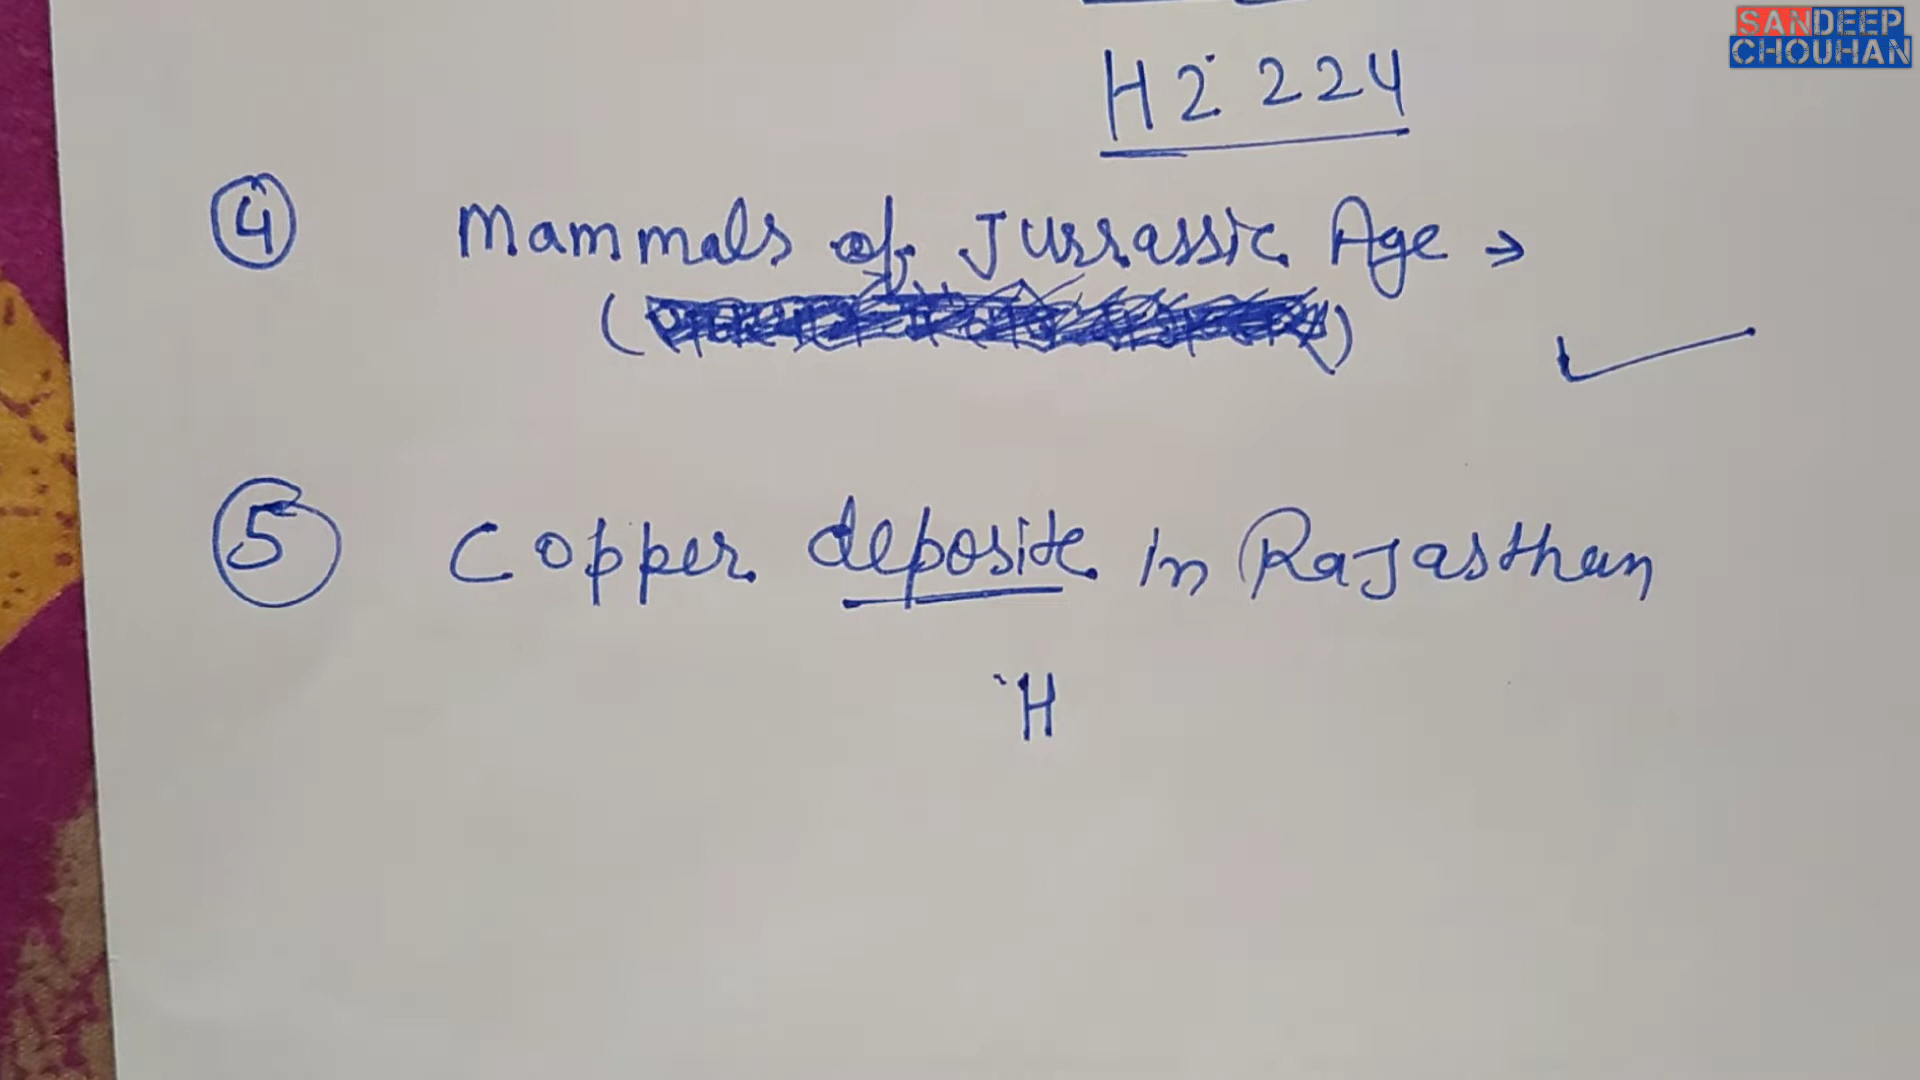 SANDEEP
CHOUHAN
H2 224
4 Mammals of Jurrassic Age →
5 Copper deposite in Rajasthan
H